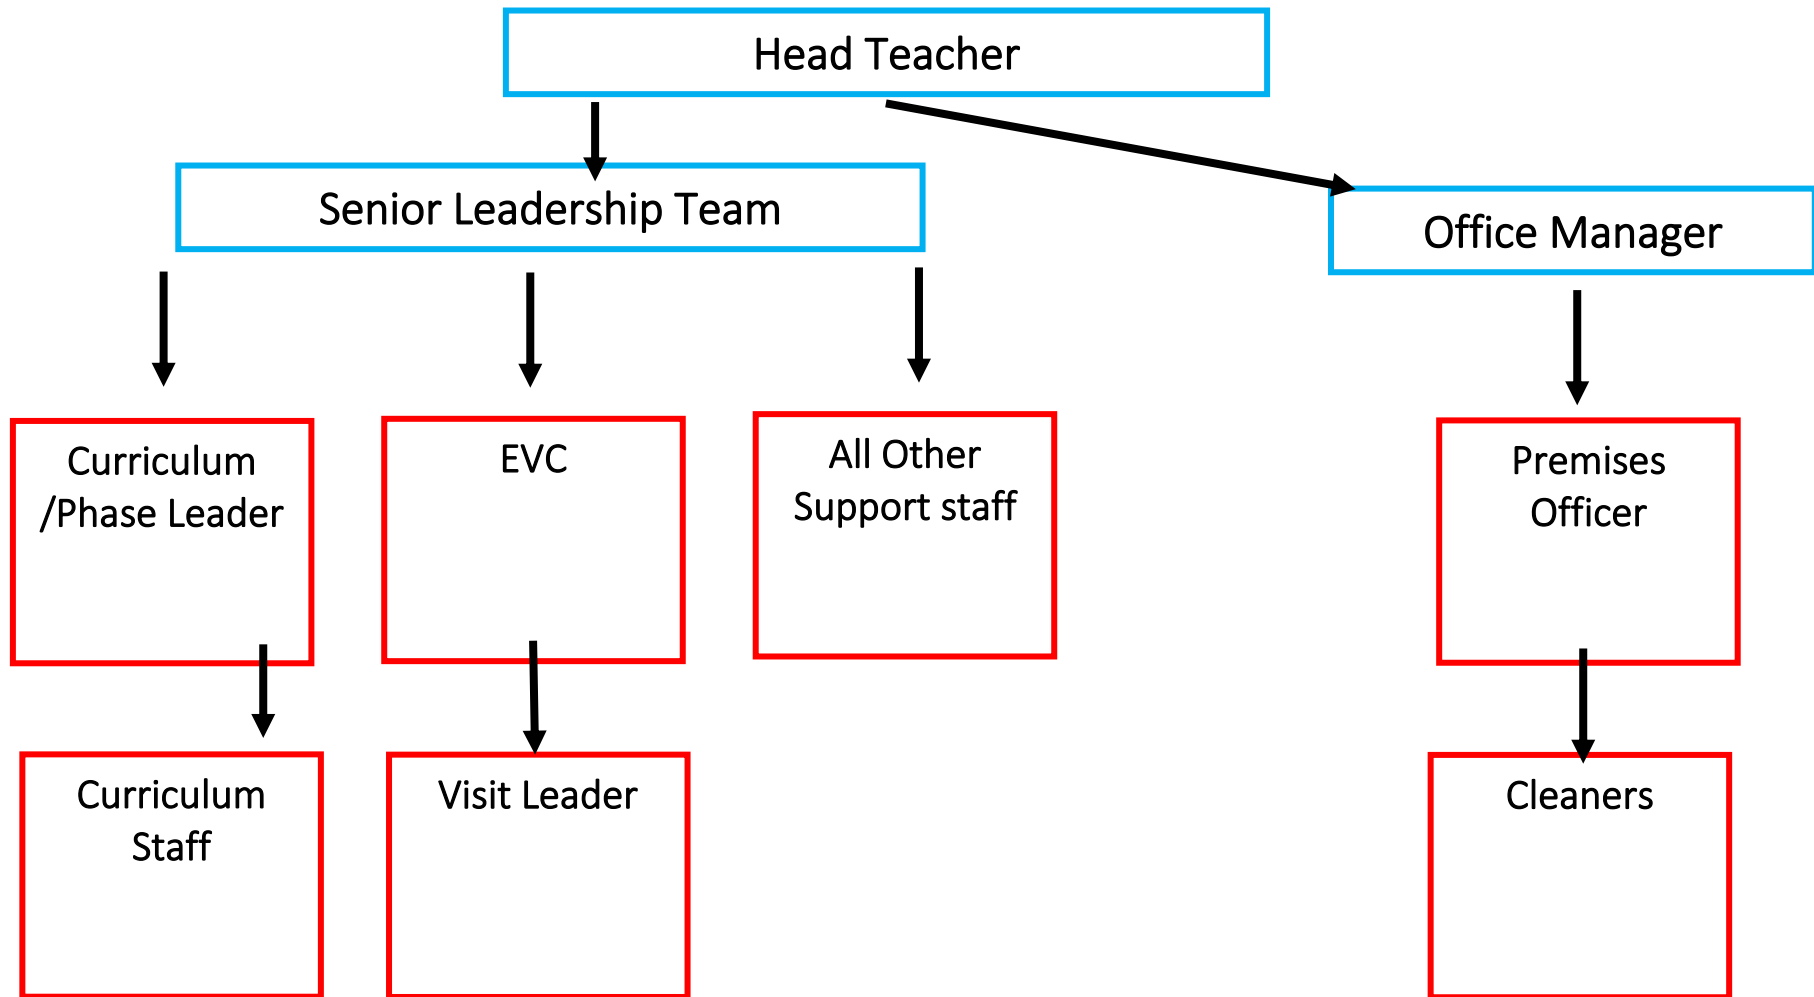 Head Teacher
Senior Leadership Team
Office Manager
Curriculum
/Phase Leader
EVC
All Other
Support staff
Premises
Officer
Curriculum
Staff
Visit Leader
Cleaners